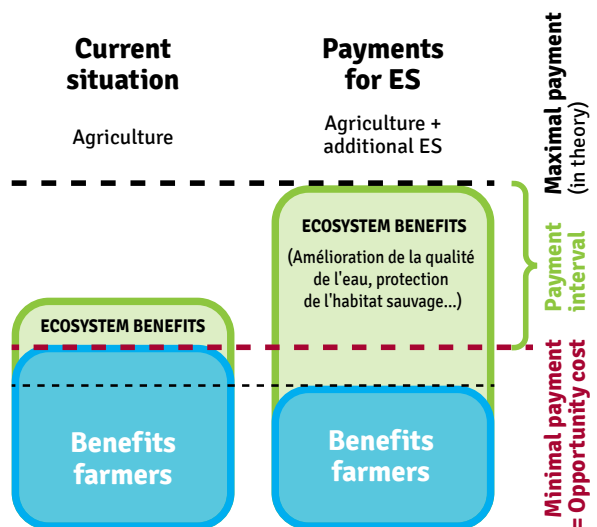 Current
situation
Agriculture
Payments
for ES
Agriculture +
additional ES
Maximal payment
(in theory)
ECOSYSTEM BENEFITS
(Amélioration de la qualité
de l'eau, protection
de l'habitat sauvage...)
Payment
interval
ECOSYSTEM BENEFITS
Benefits
farmers
Benefits
farmers
Minimal payment
= Opportunity cost